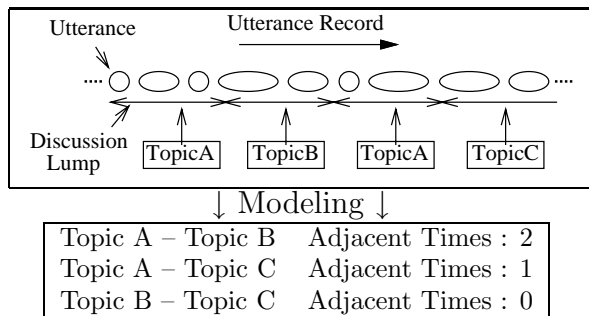 Utterance Record
Utterance
Discussion
Lump
TopicA TopicB TopicA TopicC
↓ Modeling ↓
Topic A – Topic B Adjacent Times : 2
Topic A – Topic C Adjacent Times : 1
Topic B – Topic C Adjacent Times : 0